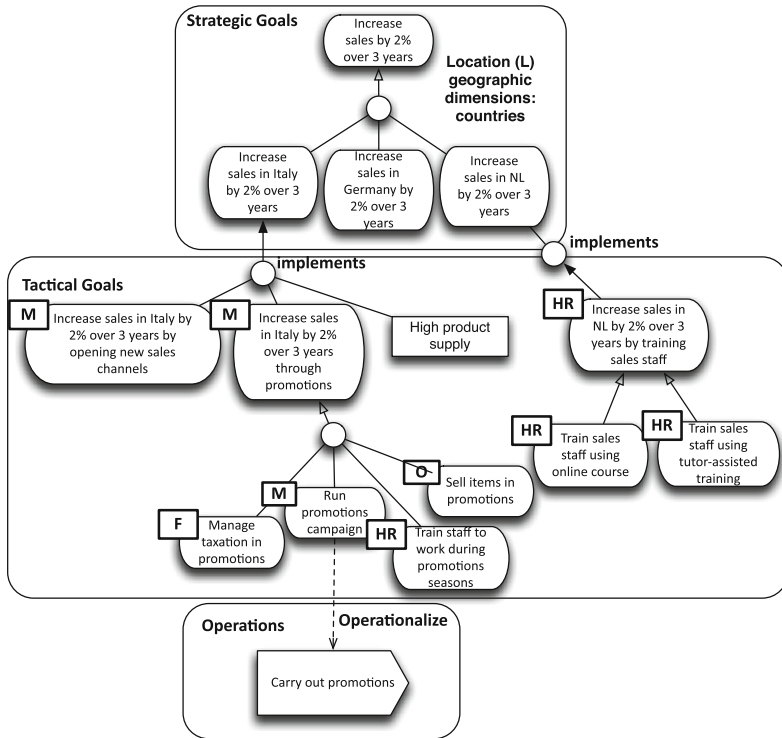 Strategic Goals
Increase
sales by 2%
over 3 years
Location (L)
geographic
dimensions:
countries
Increase
sales in Italy
by 2% over 3
years
Increase
sales in
Germany by
2% over 3
years
Increase
sales in NL
by 2% over 3
years
implements
implements
Tactical Goals
M
Increase sales in Italy by
2% over 3 years by
opening new sales
channels
M
Increase sales
in Italy by 2%
over 3 years
through
promotions
High product
supply
HR
Increase sales in
NL by 2% over 3
years by training
sales staff
HR
Train sales
staff using
online course
HR
Train sales
staff using
tutor-assisted
training
O
Sell items in
promotions
M
Run
promotions
campaign
F
Manage
taxation in
promotions
HR
Train staff to
work during
promotions
seasons
Operations
Operationalize
Carry out promotions